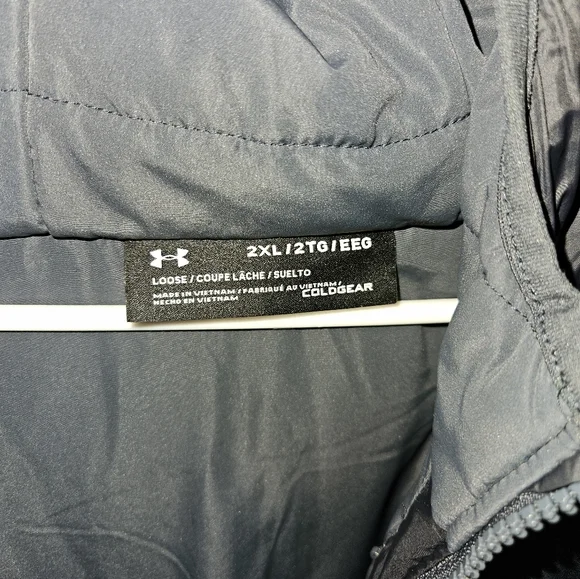 2XL / 2TG / EEG
LOOSE / COUPE LÂCHE / SUELTO
MADE IN VIETNAM / FABRIQUÉ AU VIETNAM /
HECHO EN VIETNAM
COLDGEAR